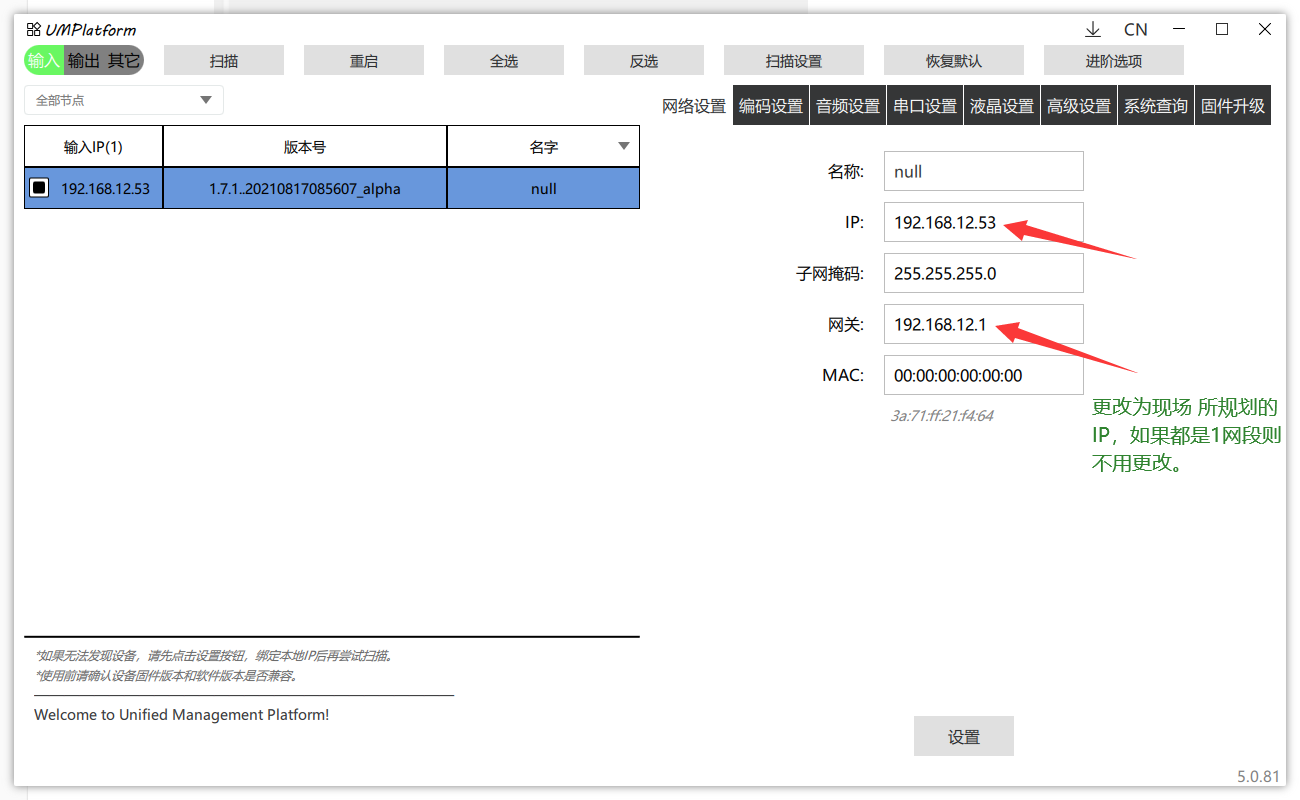 UMPlatform
CN
输入 输出 其它 扫描 重启 全选 反选 扫描设置 恢复默认 进阶选项
全部节点
网络设置 编码设置 音频设置 串口设置 液晶设置 高级设置 系统查询 固件升级
输入IP(1) 版本号 名字
192.168.12.53 1.7.1..20210817085607_alpha null
名称: null
IP: 192.168.12.53
子网掩码: 255.255.255.0
网关: 192.168.12.1
MAC: 00:00:00:00:00:00
3a:71:ff:21:f4:64
更改为现场 所规划的
IP，如果都是1网段则
不用更改。
*如果无法发现设备，请先点击设置按钮，绑定本地IP后再尝试扫描。
*使用前请确认设备固件版本和软件版本是否兼容。
Welcome to Unified Management Platform!
设置
5.0.81